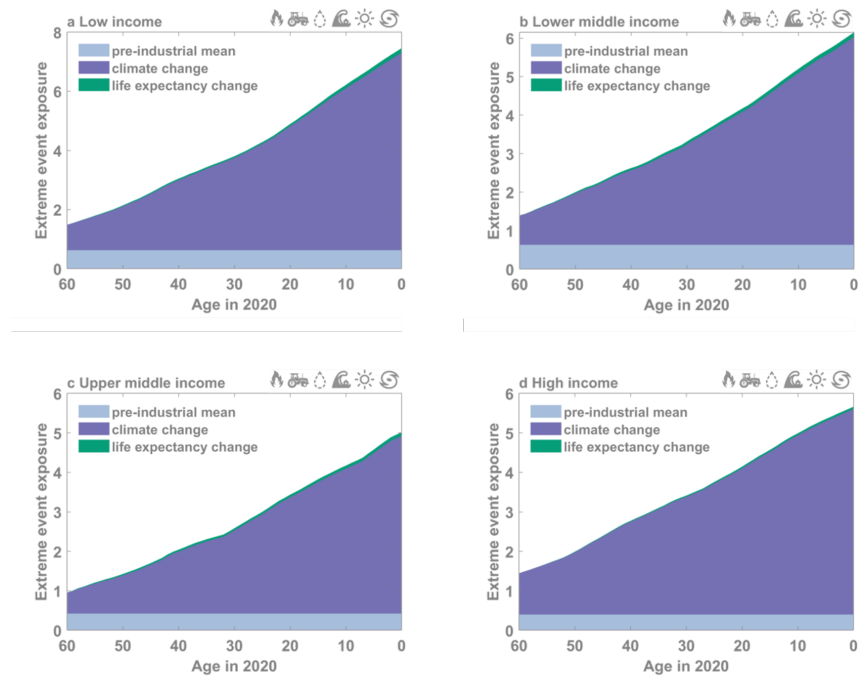 a Low income
8
6
4
2
0
pre-industrial mean
climate change
life expectancy change
Extreme event exposure
60 50 40 30 20 10 0
Age in 2020
b Lower middle income
6
5
4
3
2
1
0
pre-industrial mean
climate change
life expectancy change
Extreme event exposure
60 50 40 30 20 10 0
Age in 2020
c Upper middle income
6
5
4
3
2
1
0
pre-industrial mean
climate change
life expectancy change
Extreme event exposure
60 50 40 30 20 10 0
Age in 2020
d High income
6
5
4
3
2
1
0
pre-industrial mean
climate change
life expectancy change
Extreme event exposure
60 50 40 30 20 10 0
Age in 2020